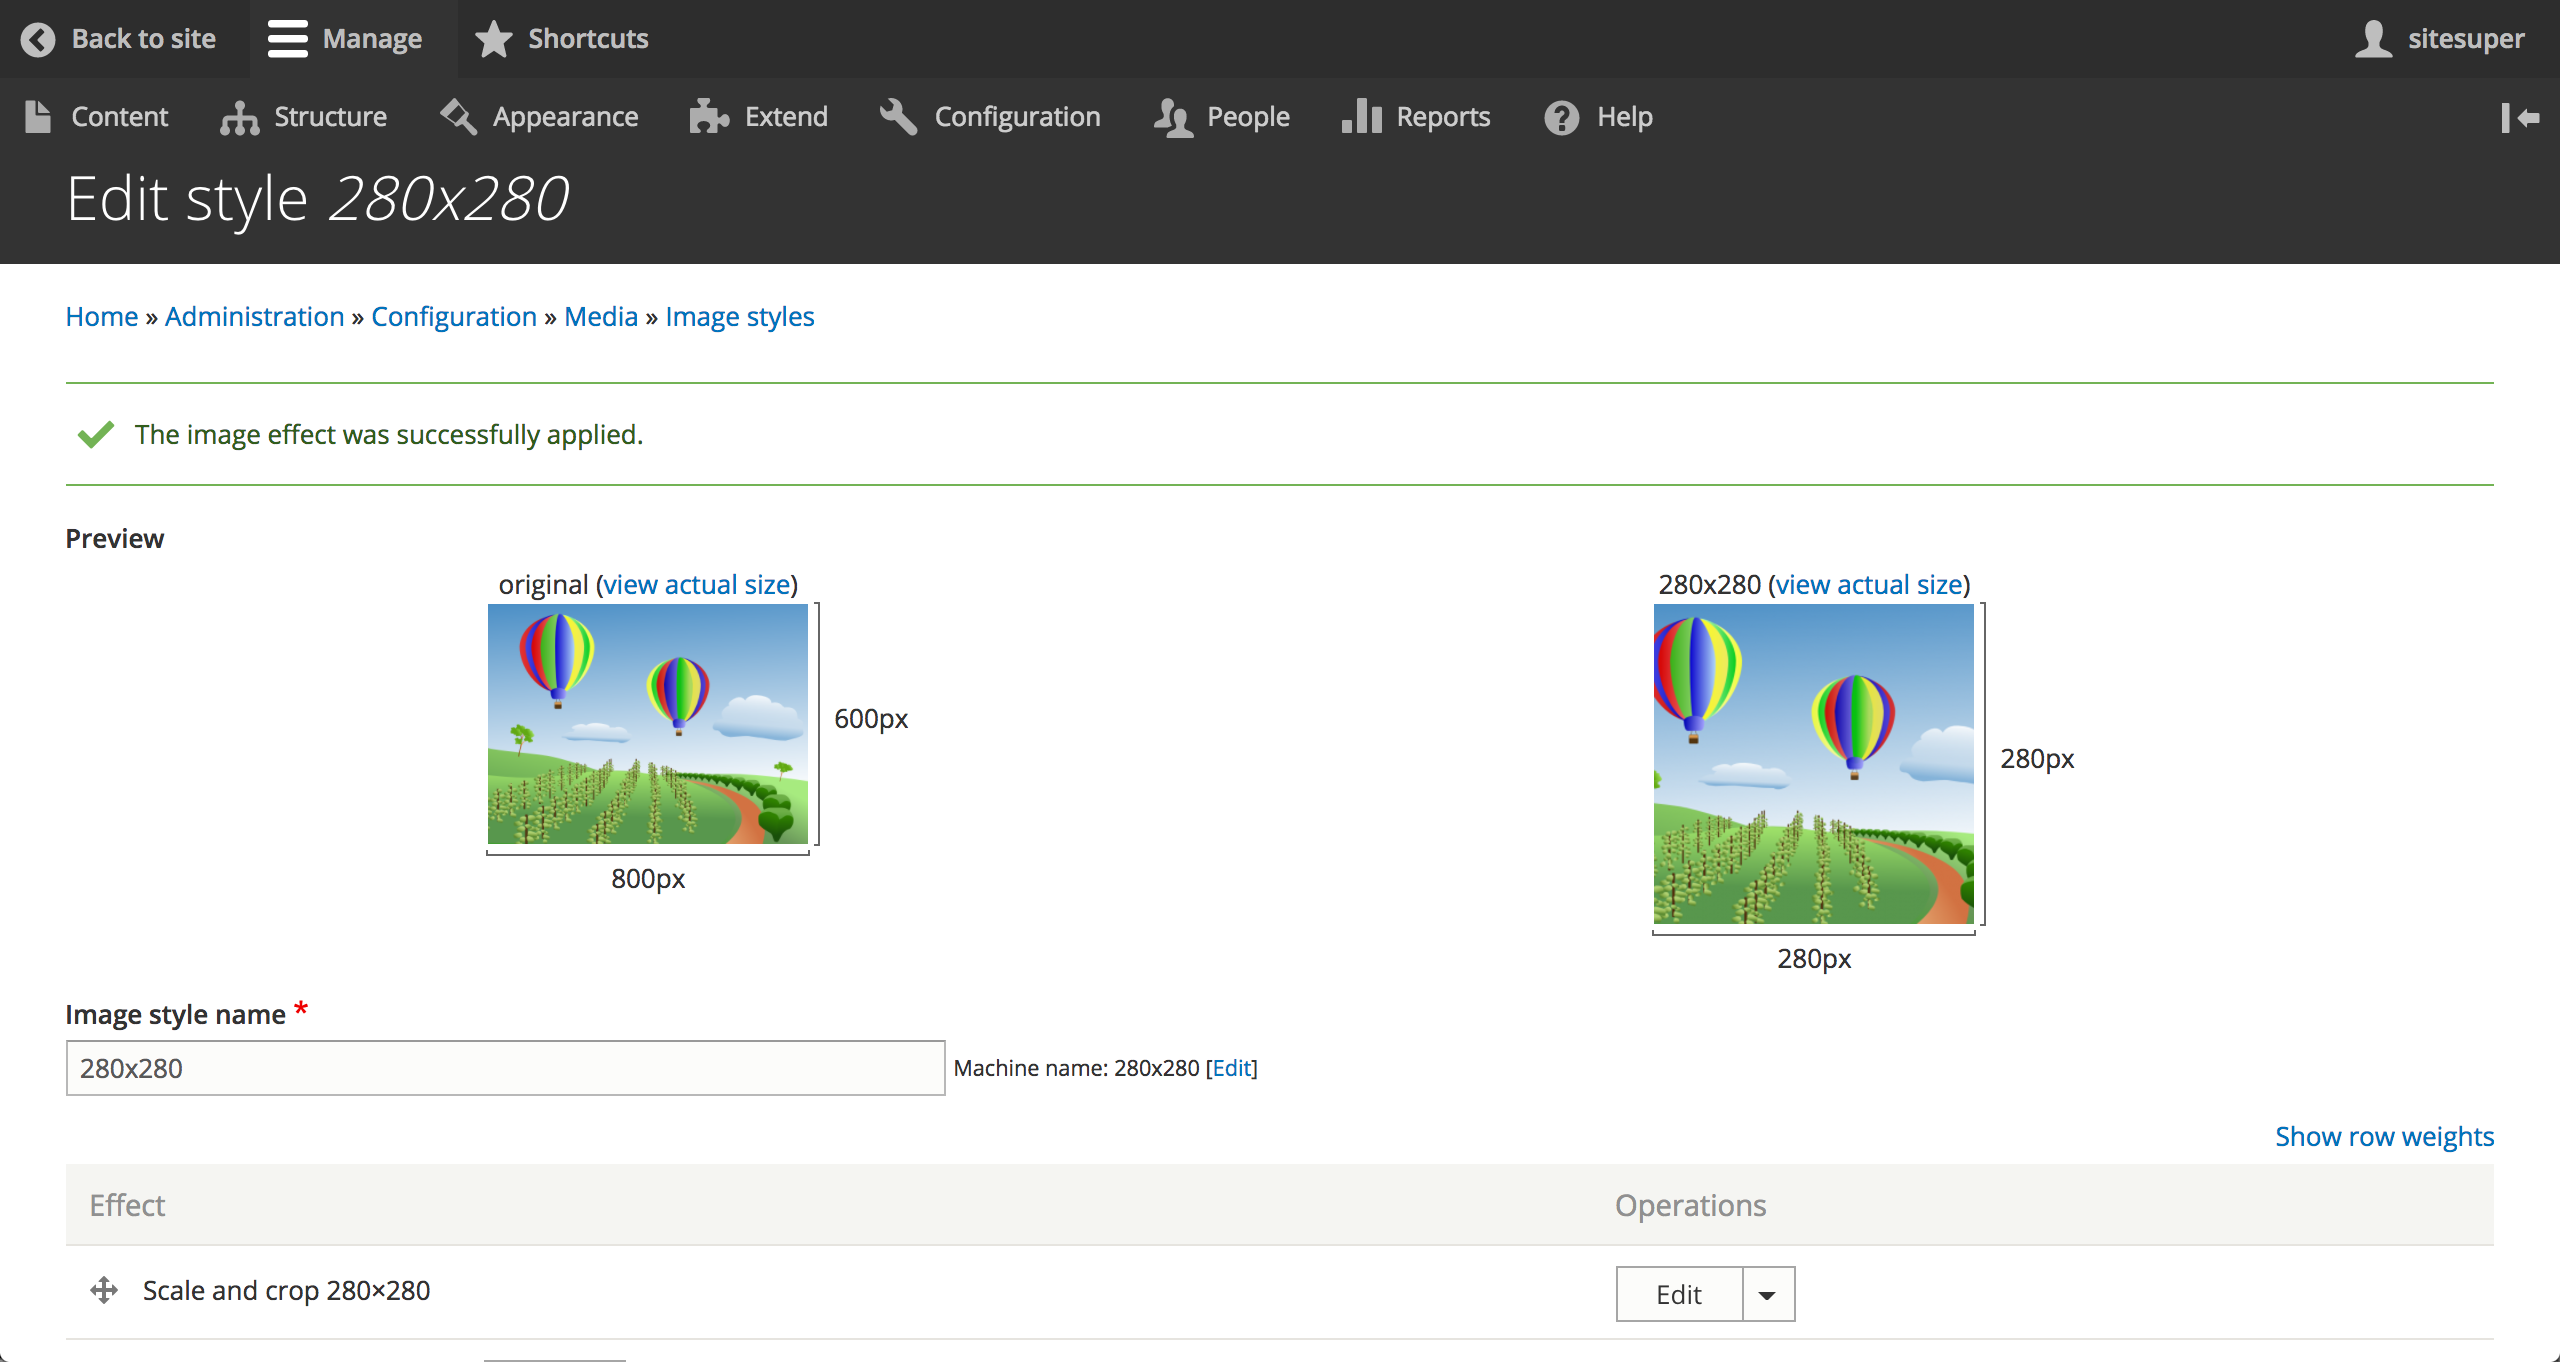 Back to site Manage Shortcuts sitesuper
Content Structure Appearance Extend Configuration People Reports Help
Edit style 280x280
Home » Administration » Configuration » Media » Image styles
The image effect was successfully applied.
Preview
original (view actual size) 280x280 (view actual size)
600px
280px
800px
280px
Image style name *
280x280 Machine name: 280x280 [Edit]
Show row weights
Effect Operations
Scale and crop 280×280 Edit